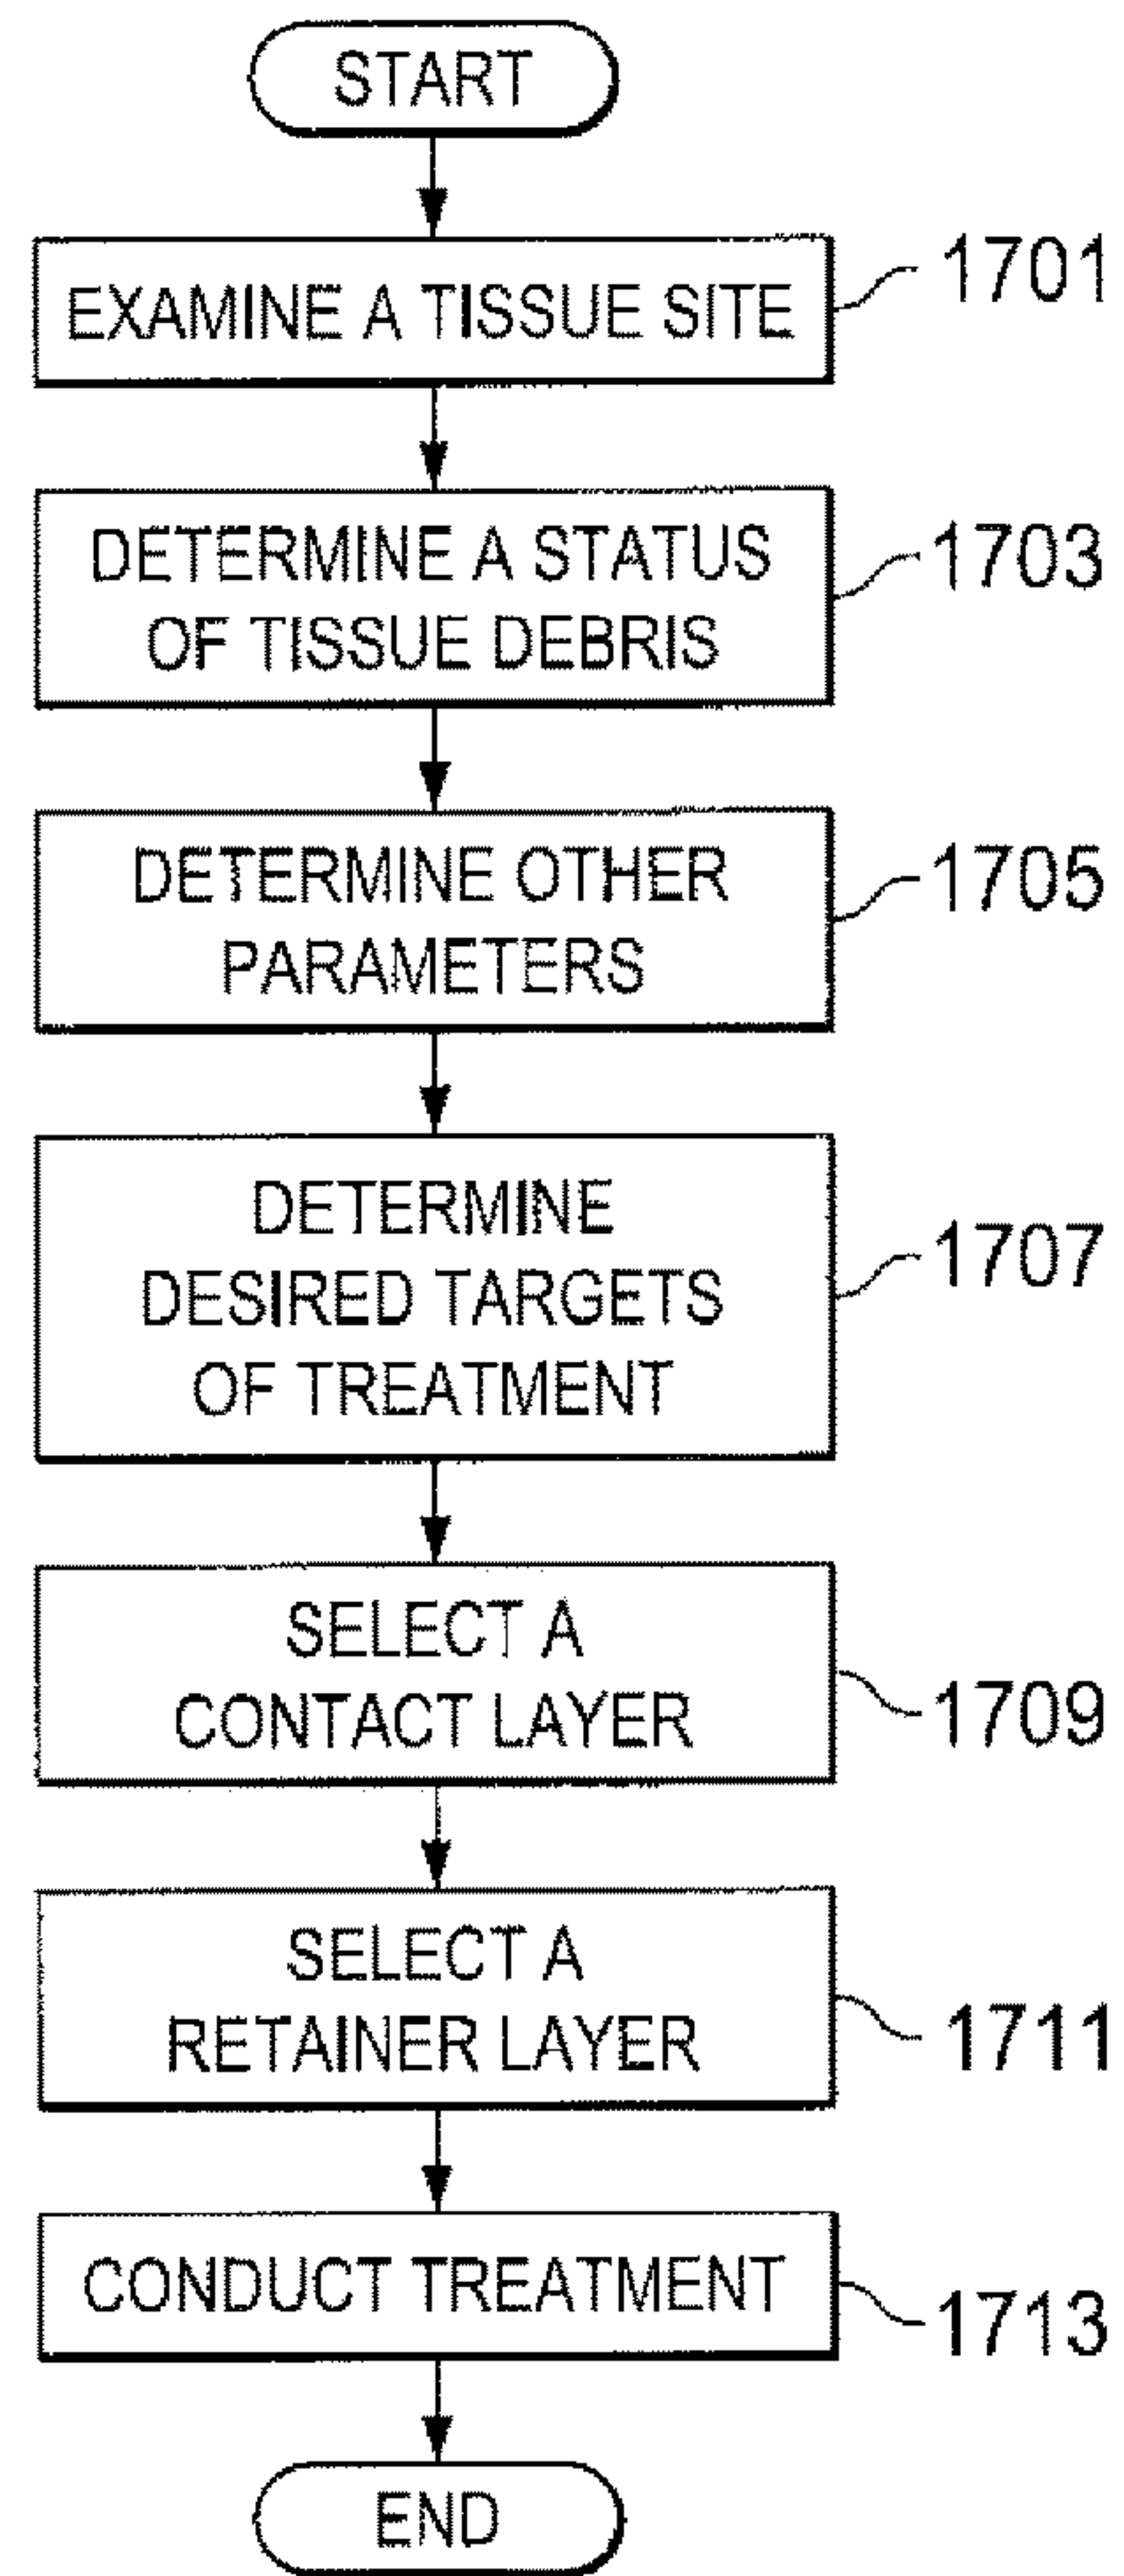 START
EXAMINE A TISSUE SITE
1701
DETERMINE A STATUS
OF TISSUE DEBRIS
1703
DETERMINE OTHER
PARAMETERS
1705
DETERMINE
DESIRED TARGETS
OF TREATMENT
1707
SELECT A
CONTACT LAYER
1709
SELECT A
RETAINER LAYER
1711
CONDUCT TREATMENT
1713
END